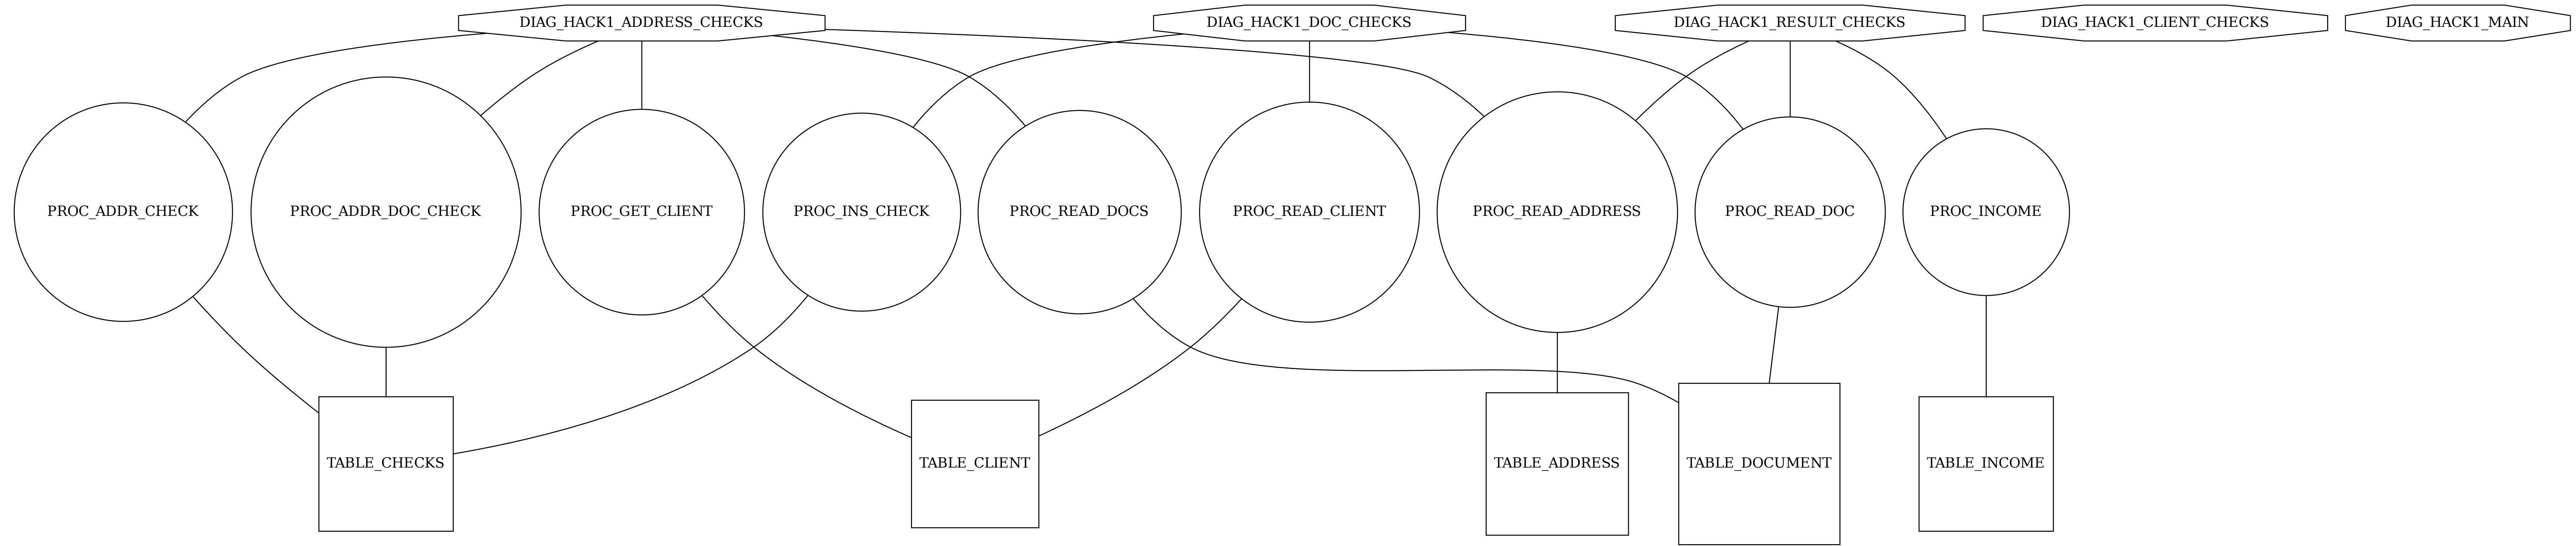 DIAG_HACK1_ADDRESS_CHECKS
DIAG_HACK1_DOC_CHECKS
DIAG_HACK1_RESULT_CHECKS
DIAG_HACK1_CLIENT_CHECKS
DIAG_HACK1_MAIN
PROC_ADDR_CHECK
PROC_ADDR_DOC_CHECK
PROC_GET_CLIENT
PROC_INS_CHECK
PROC_READ_DOCS
PROC_READ_CLIENT
PROC_READ_ADDRESS
PROC_READ_DOC
PROC_INCOME
TABLE_CHECKS
TABLE_CLIENT
TABLE_ADDRESS
TABLE_DOCUMENT
TABLE_INCOME